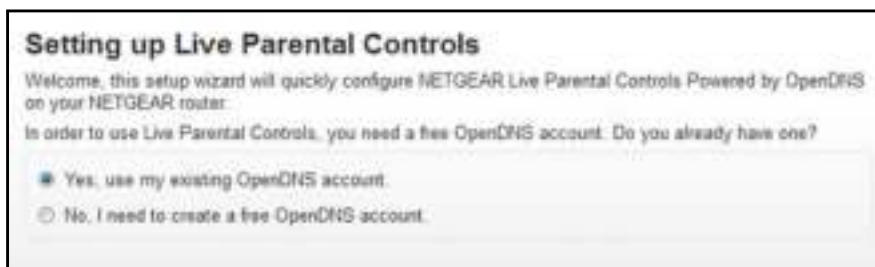 Setting up Live Parental Controls
Welcome, this setup wizard will quickly configure NETGEAR Live Parental Controls Powered by OpenDNS
on your NETGEAR router.
In order to use Live Parental Controls, you need a free OpenDNS account. Do you already have one?
Yes, use my existing OpenDNS account.
No, I need to create a free OpenDNS account.